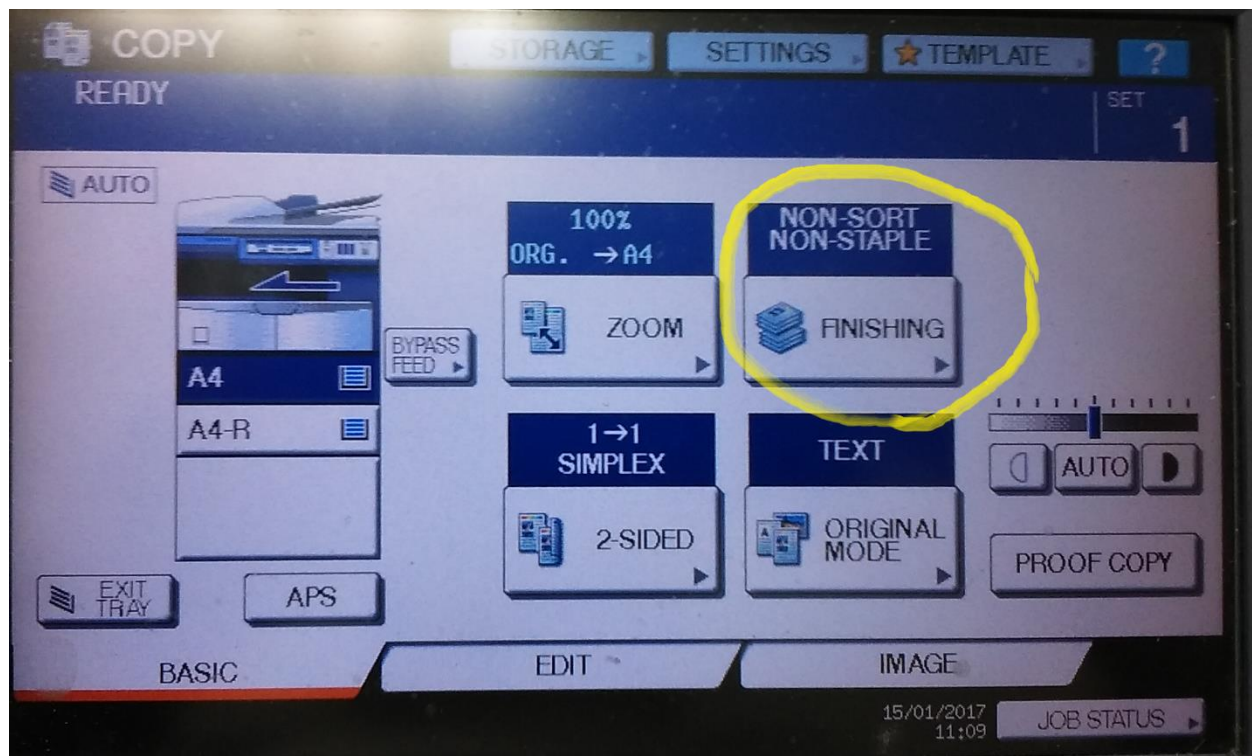 COPY
STORAGE
SETTINGS
TEMPLATE
?
READY
SET
1
AUTO
100%
ORG. →A4
ZOOM
NON-SORT
NON-STAPLE
FINISHING
BYPASS
FEED
A4
A4-R
1→1
SIMPLEX
2-SIDED
TEXT
ORIGINAL
MODE
AUTO
PROOF COPY
EXIT
TRAY
APS
BASIC
EDIT
IMAGE
15/01/2017
11:09
JOB STATUS